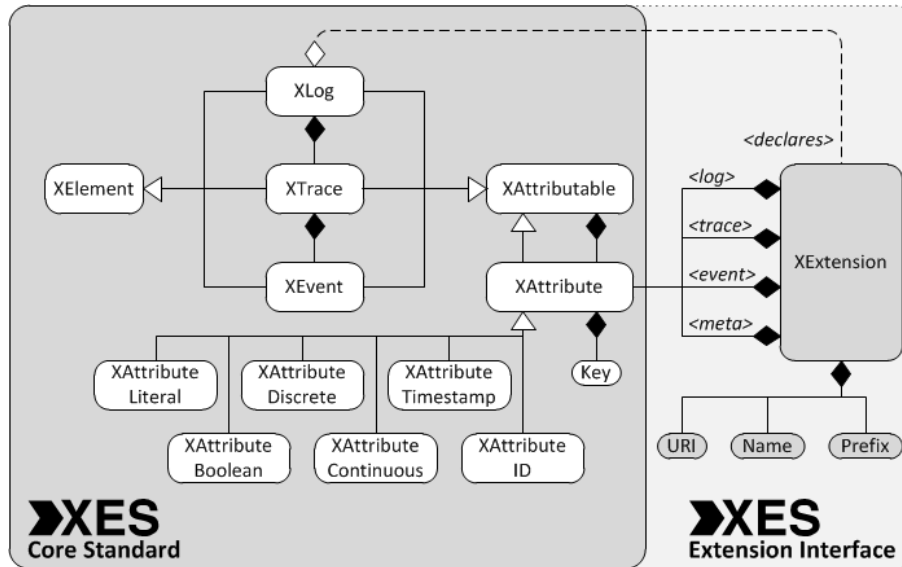 XLog
<declares>
XElement
XTrace
XAttributable
<log>
<trace>
XExtension
XEvent
XAttribute
<event>
<meta>
XAttribute
Literal
XAttribute
Discrete
XAttribute
Timestamp
Key
XAttribute
Boolean
XAttribute
Continuous
XAttribute
ID
URI
Name
Prefix
XES
Core Standard
XES
Extension Interface